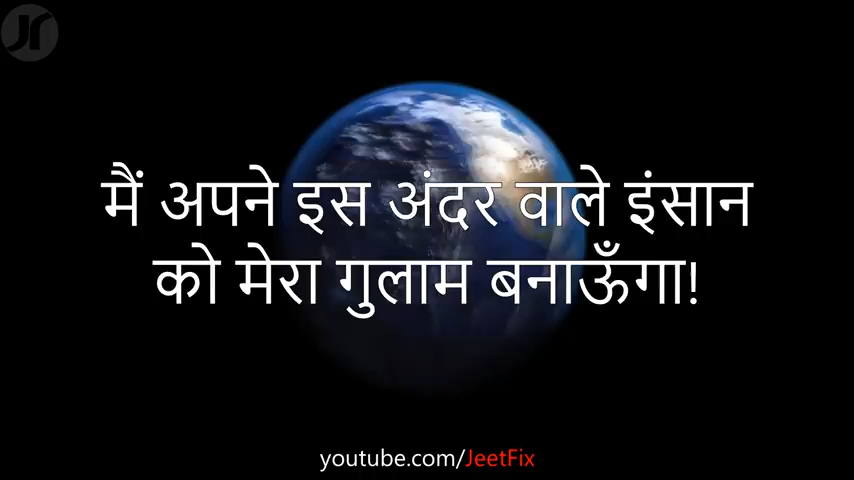 मैं अपने इस अंदर वाले इंसान
को मेरा गुलाम बनाऊँगा!
youtube.com/JeetFix